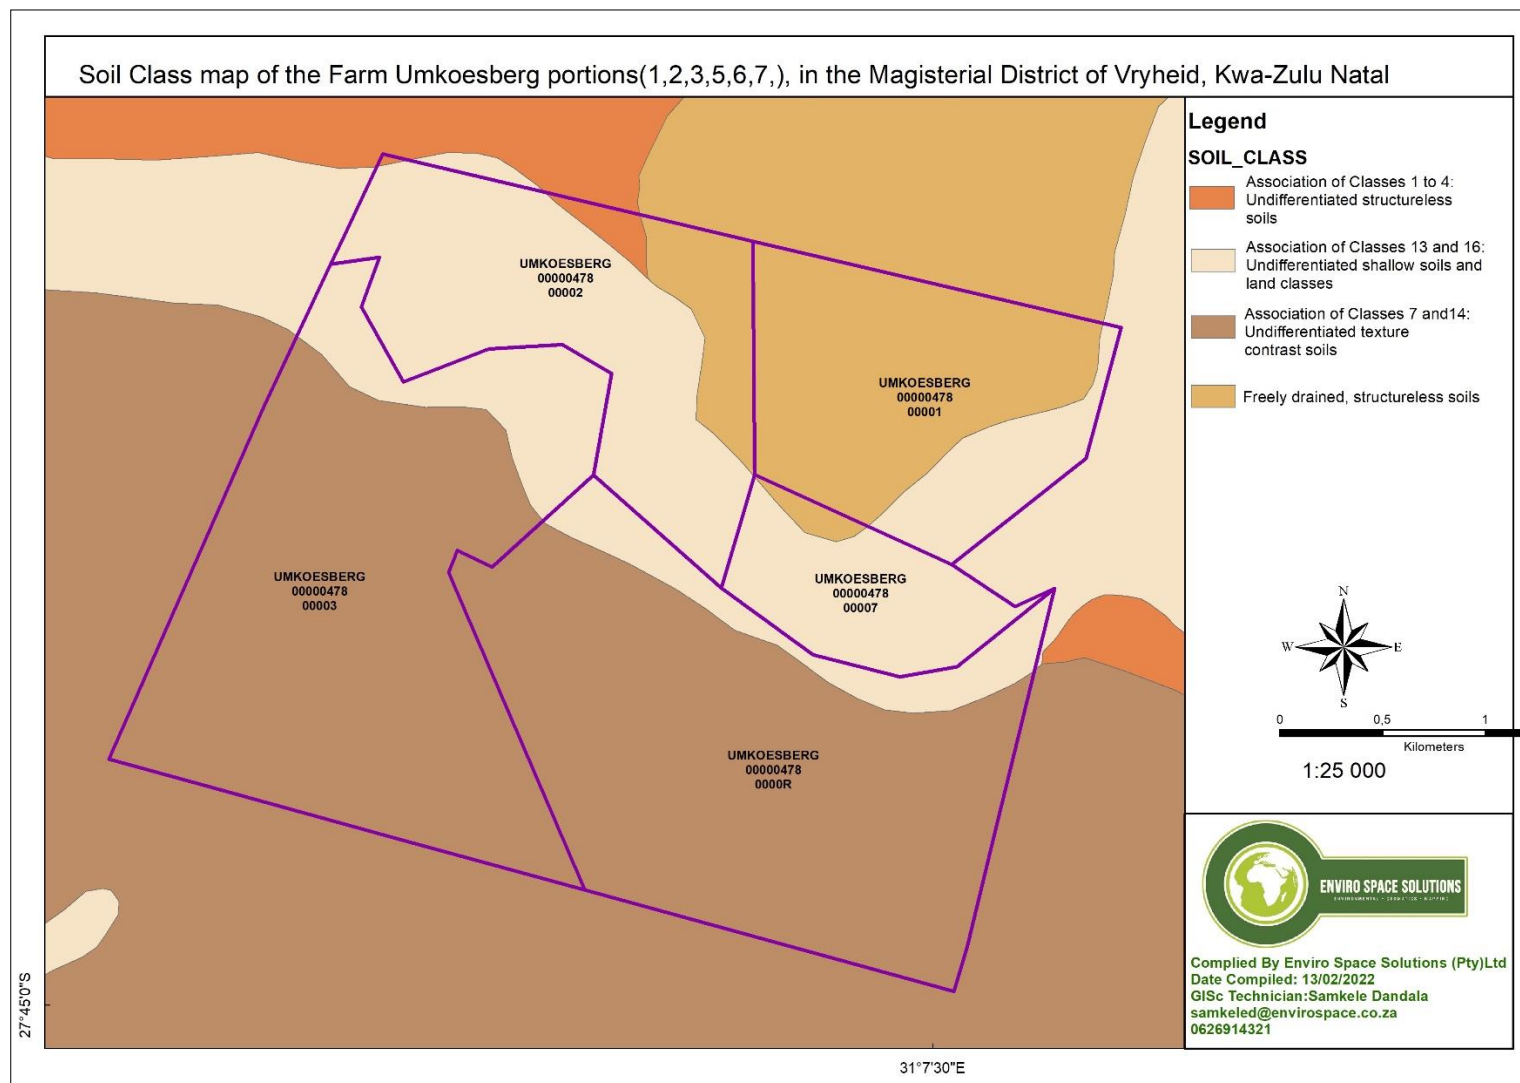 Soil Class map of the Farm Umkoesberg portions(1,2,3,5,6,7,), in the Magisterial District of Vryheid, Kwa-Zulu Natal
UMKOESBERG
00000478
00002
UMKOESBERG
00000478
00001
UMKOESBERG
00000478
00003
UMKOESBERG
00000478
00007
UMKOESBERG
00000478
0000R
27°45'0"S
31°7'30"E
Legend
SOIL_CLASS
Association of Classes 1 to 4:
Undifferentiated structureless
soils
Association of Classes 13 and 16:
Undifferentiated shallow soils and
land classes
Association of Classes 7 and14:
Undifferentiated texture
contrast soils
Freely drained, structureless soils
N
W
E
S
0 0,5 1
Kilometers
1:25 000
ENVIRO SPACE SOLUTIONS
ENVIRONMENTAL • GEOMATICS • MAPPING
Complied By Enviro Space Solutions (Pty)Ltd
Date Compiled: 13/02/2022
GISc Technician:Samkele Dandala
samkeled@envirospace.co.za
0626914321